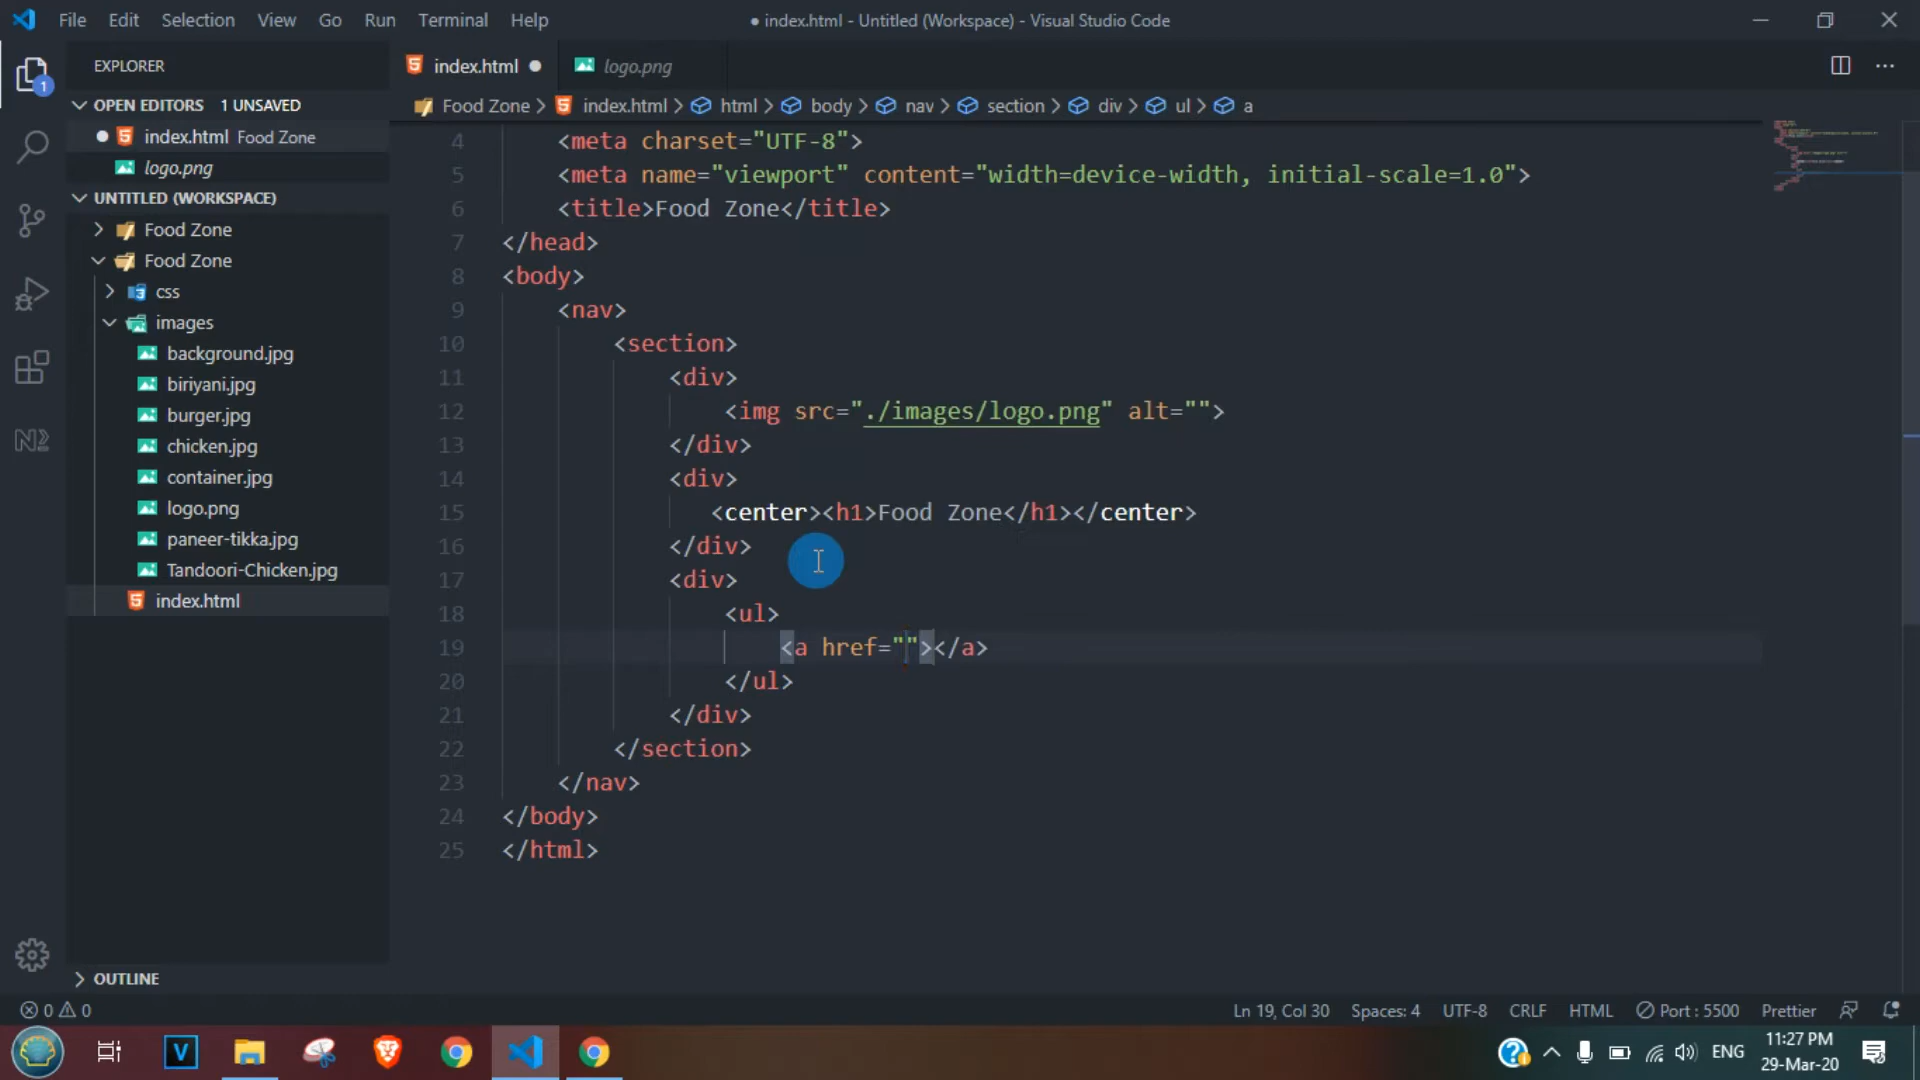 File Edit Selection View Go Run Terminal Help
● index.html - Untitled (Workspace) - Visual Studio Code
EXPLORER
OPEN EDITORS 1 UNSAVED
index.html Food Zone
logo.png
UNTITLED (WORKSPACE)
Food Zone
Food Zone
css
images
background.jpg
biriyani.jpg
burger.jpg
chicken.jpg
container.jpg
logo.png
paneer-tikka.jpg
Tandoori-Chicken.jpg
index.html
OUTLINE
1
index.html ● logo.png
Food Zone > index.html > html > body > nav > section > div > ul > a
4 <meta charset="UTF-8">
5 <meta name="viewport" content="width=device-width, initial-scale=1.0">
6 <title>Food Zone</title>
7 </head>
8 <body>
9 <nav>
10 <section>
11 <div>
12 <img src="./images/logo.png" alt="">
13 </div>
14 <div>
15 <center><h1>Food Zone</h1></center>
16 </div>
17 <div>
18 <ul>
19 <a href=""></a>
20 </ul>
21 </div>
22 </section>
23 </nav>
24 </body>
25 </html>
0 0
Ln 19, Col 30 Spaces: 4 UTF-8 CRLF HTML Port : 5500 Prettier
V
ENG
11:27 PM
29-Mar-20